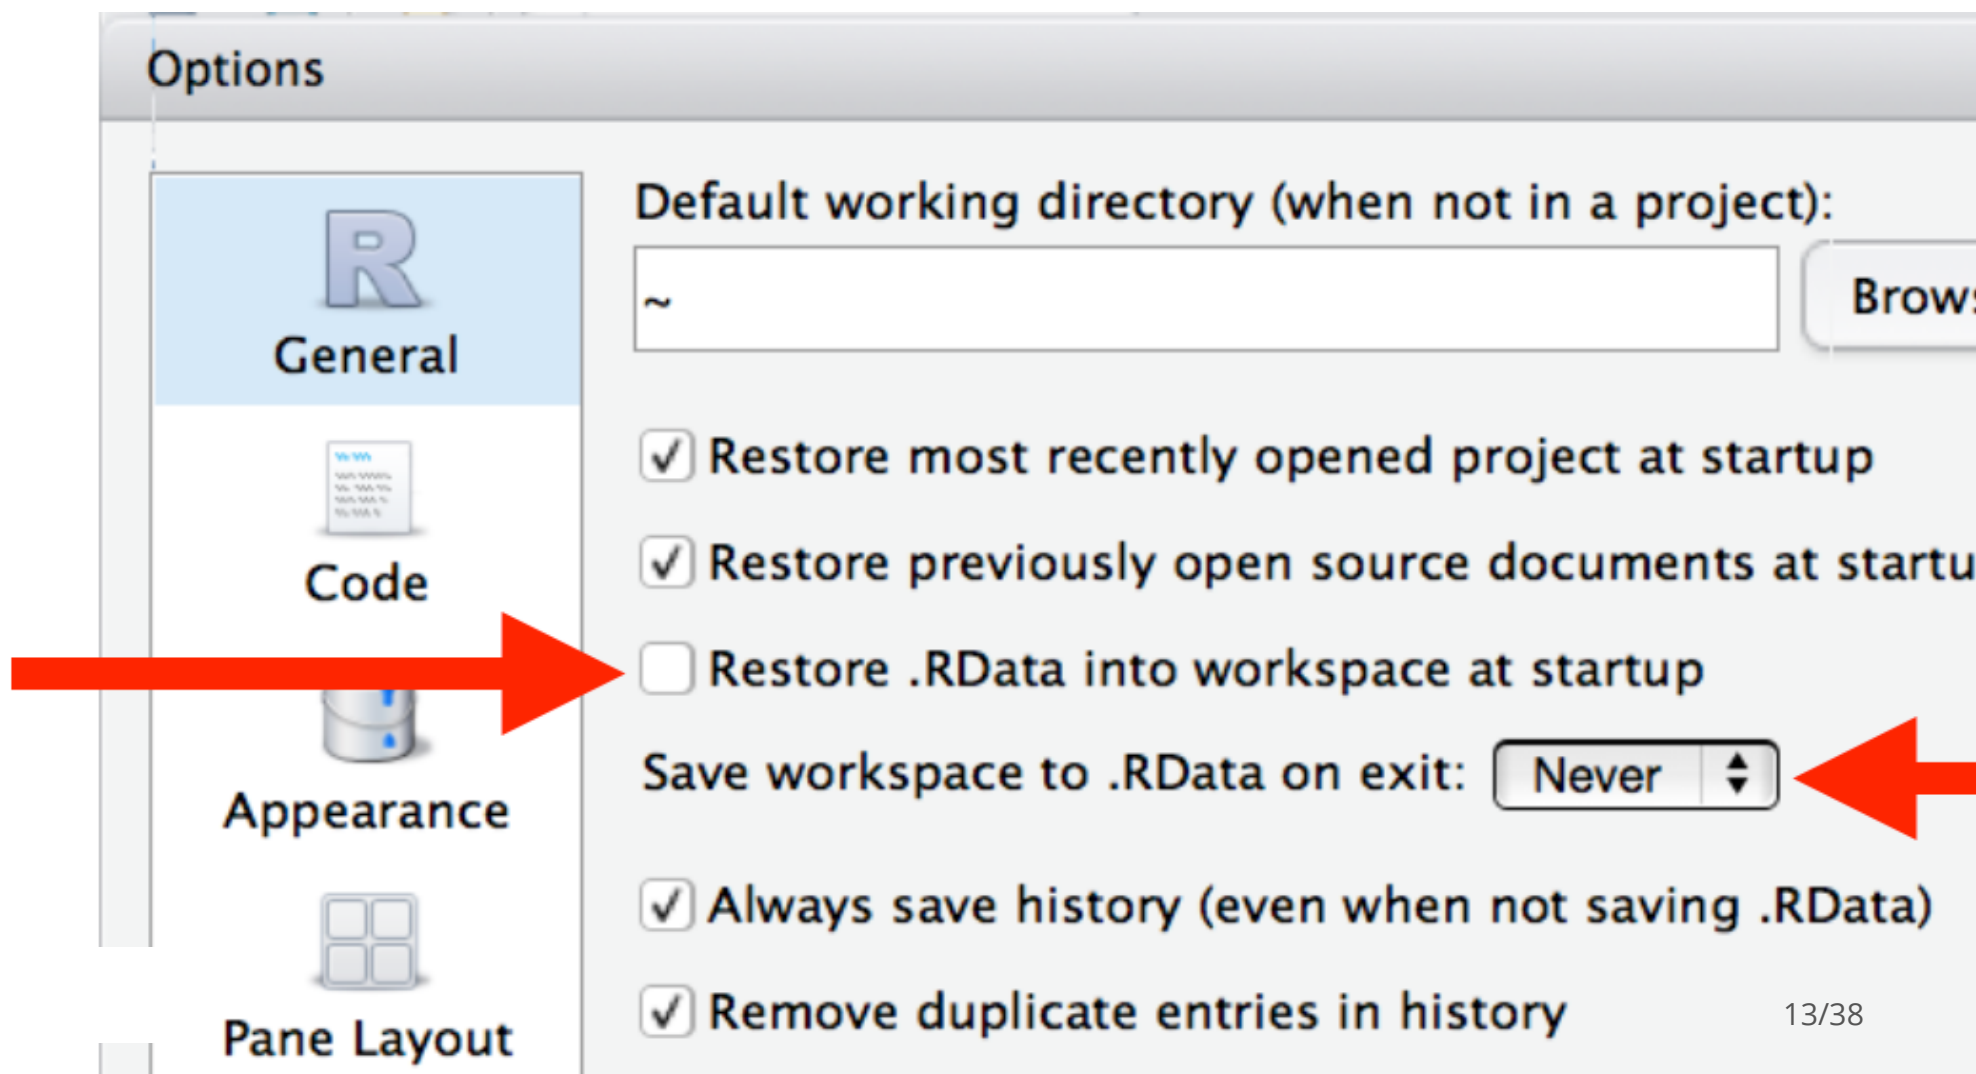 Options
Default working directory (when not in a project):
~
Brows
R
General
Restore most recently opened project at startup
Code
Restore previously open source documents at startu
Restore .RData into workspace at startup
Save workspace to .RData on exit: Never
Appearance
Always save history (even when not saving .RData)
Remove duplicate entries in history
13/38
Pane Layout